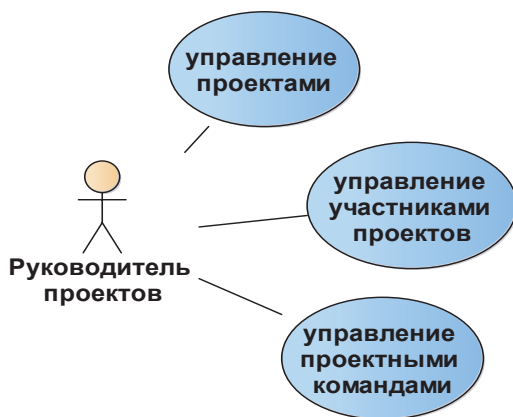 управление
проектами
управление
участниками
проектов
Руководитель
проектов
управление
проектными
командами